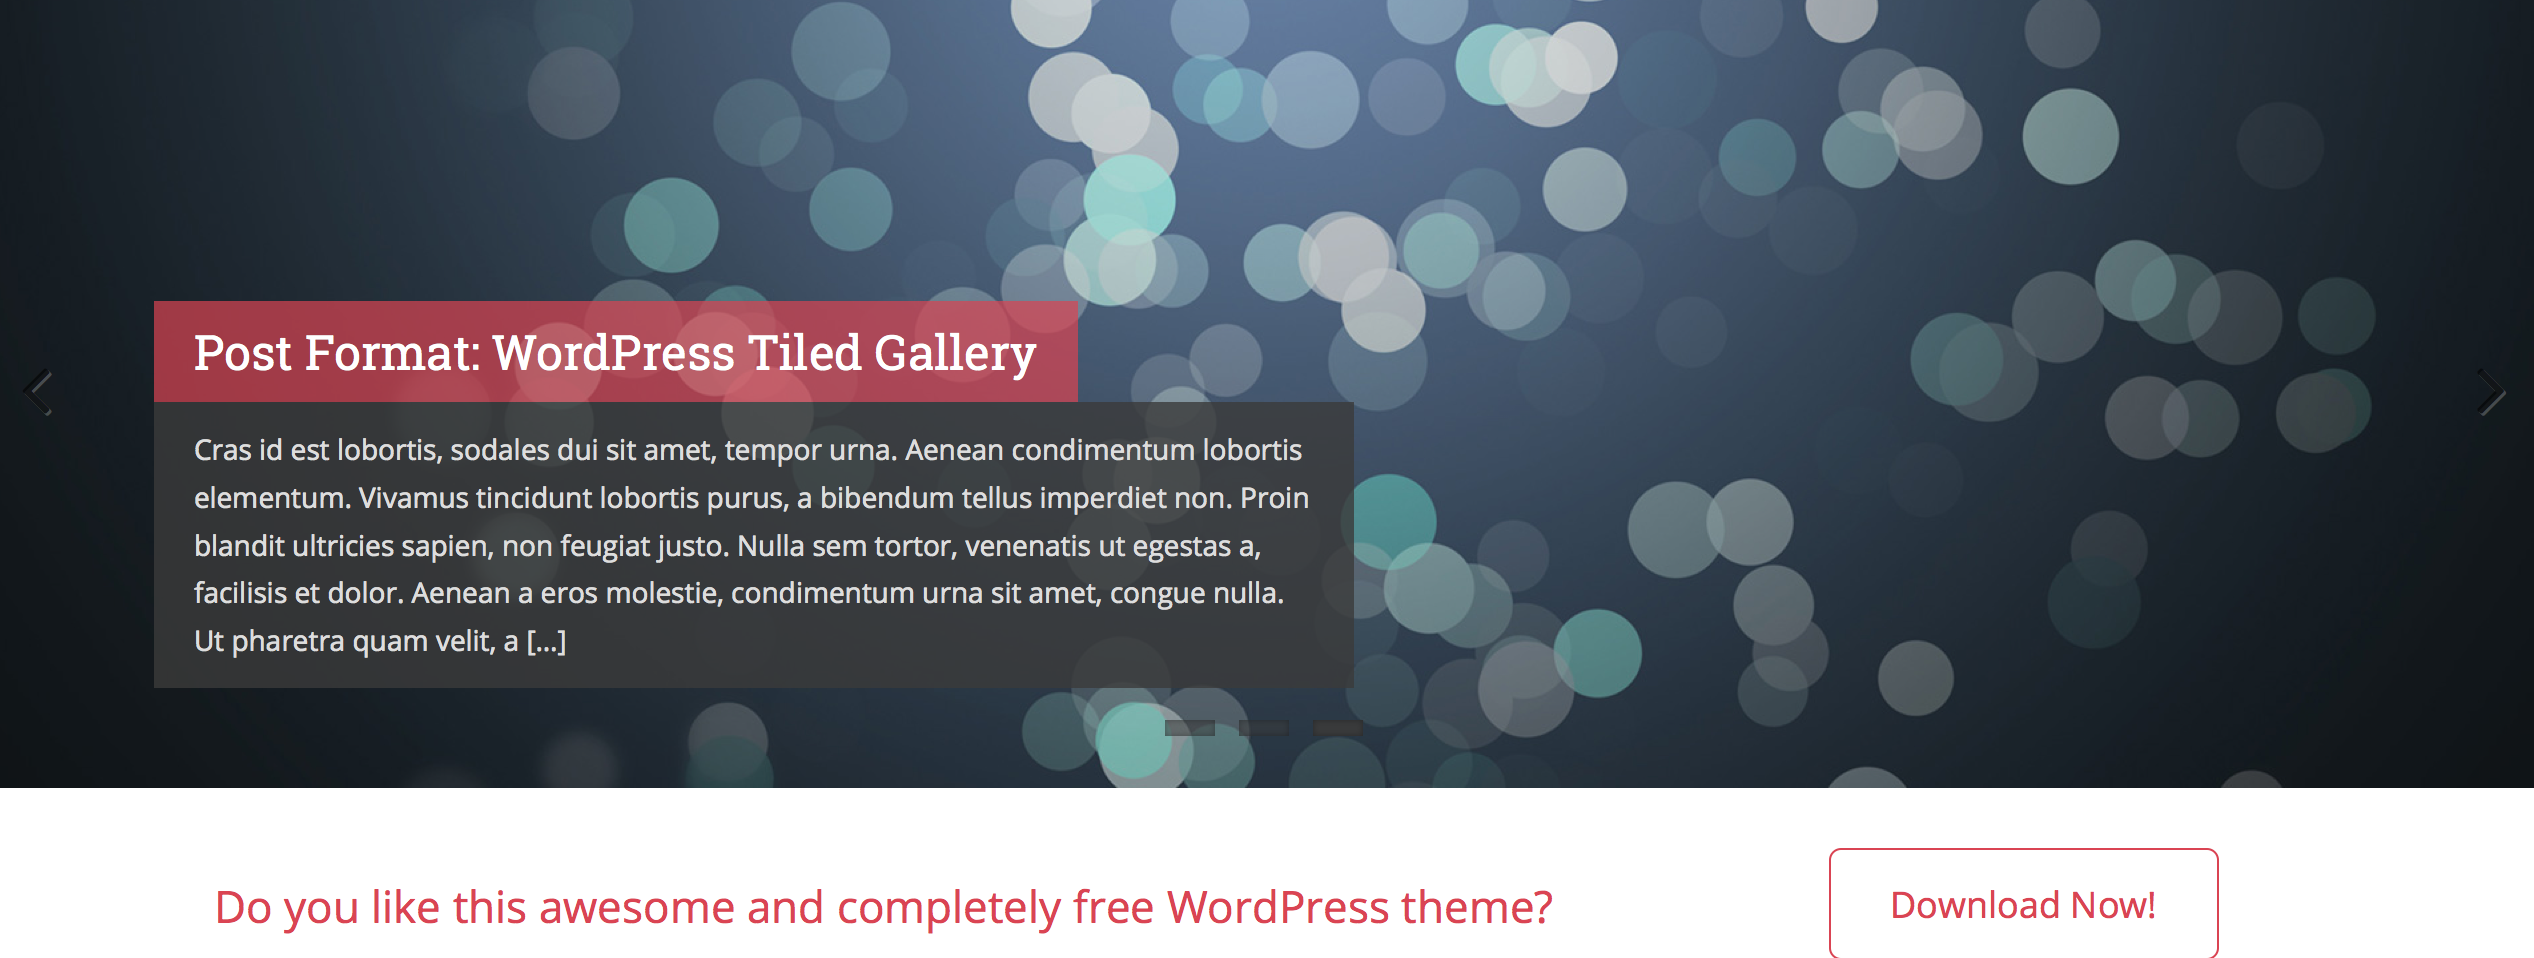 Post Format: WordPress Tiled Gallery
Cras id est lobortis, sodales dui sit amet, tempor urna. Aenean condimentum lobortis
elementum. Vivamus tincidunt lobortis purus, a bibendum tellus imperdiet non. Proin
blandit ultricies sapien, non feugiat justo. Nulla sem tortor, venenatis ut egestas a,
facilisis et dolor. Aenean a eros molestie, condimentum urna sit amet, congue nulla.
Ut pharetra quam velit, a [...]
Do you like this awesome and completely free WordPress theme?
Download Now!